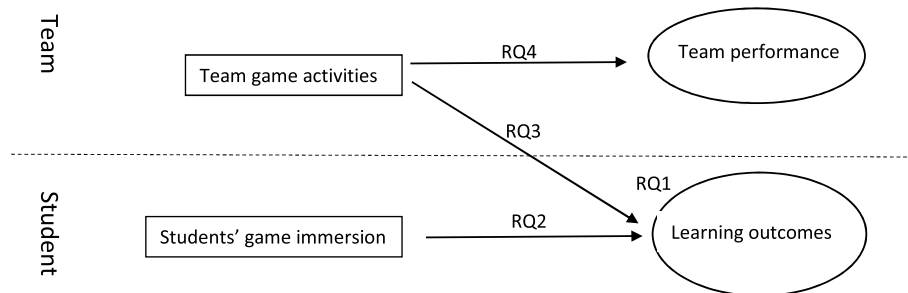 Team
RQ4
Team performance
Team game activities
RQ3
Student
RQ1
RQ2
Students’ game immersion
Learning outcomes